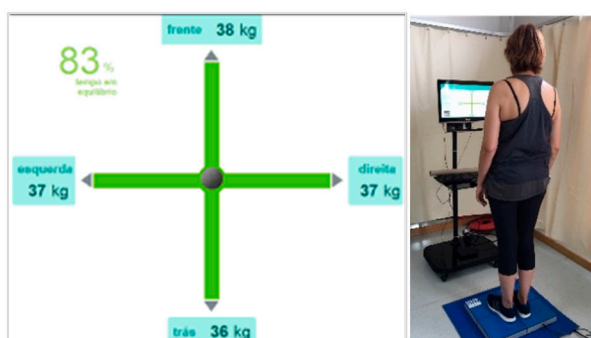 frente 38 kg
83 %
tempo em
equilíbrio
esquerda
37 kg
direita
37 kg
trás 36 kg